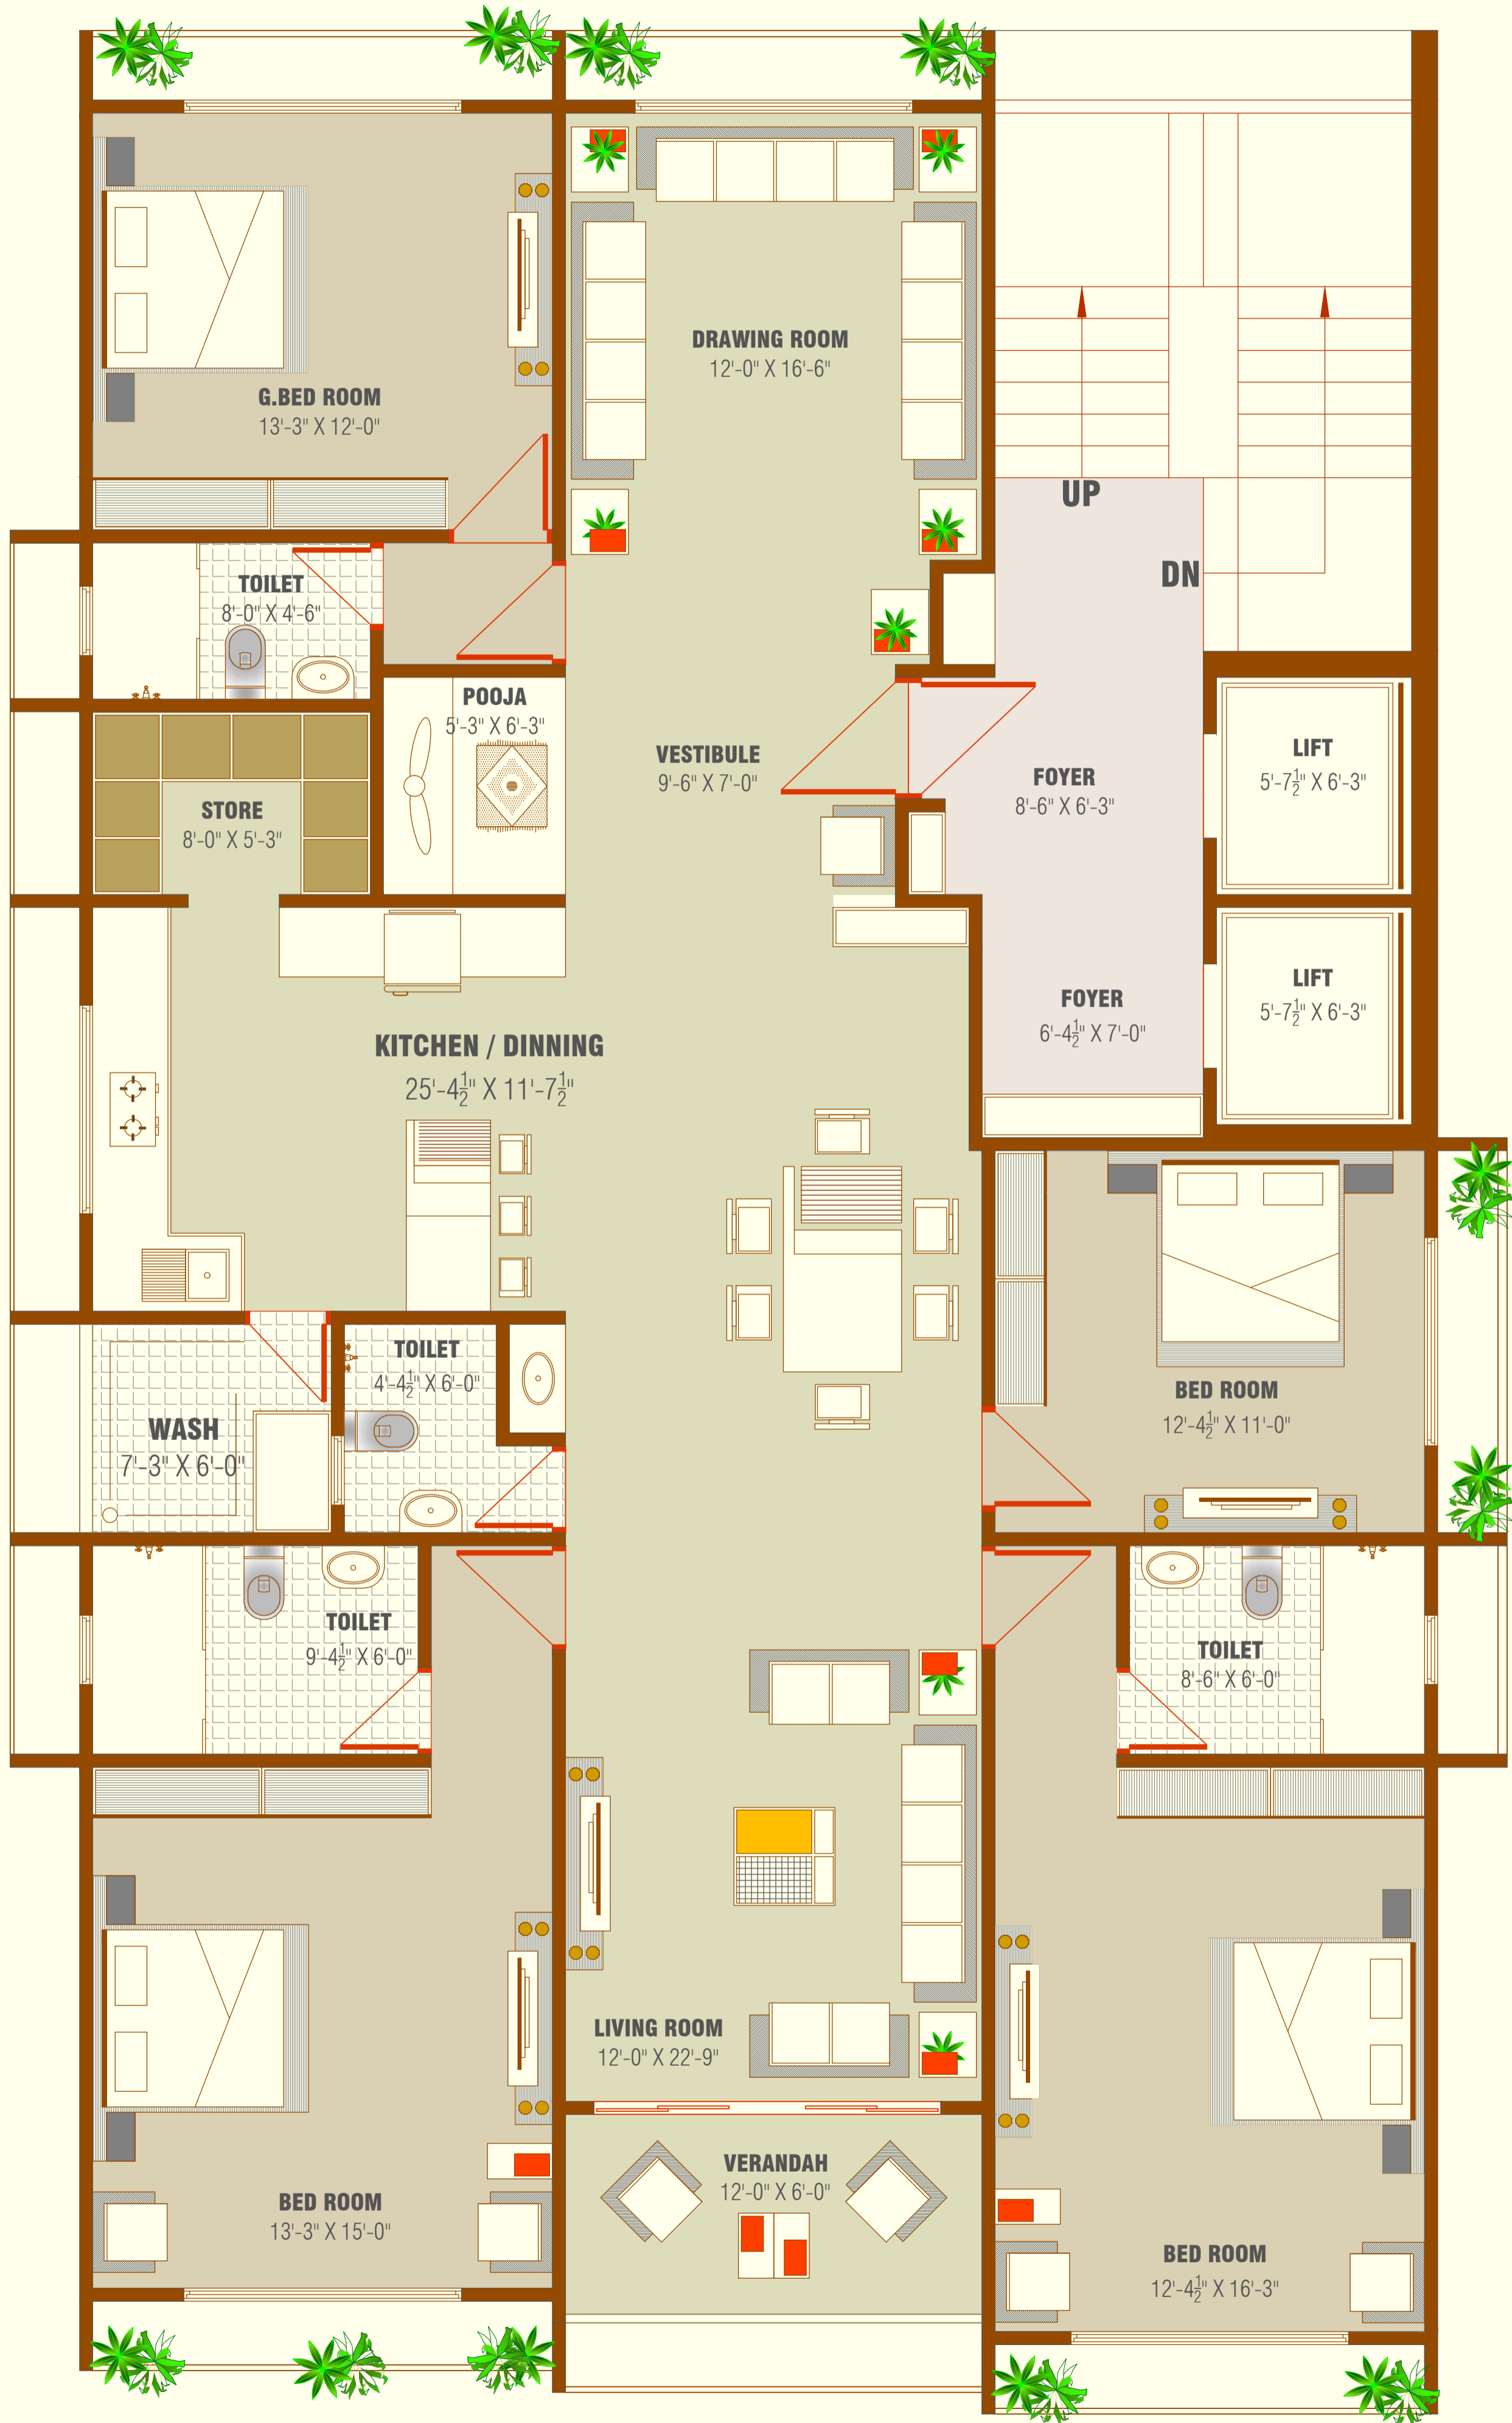 DRAWING ROOM
12'-0" X 16'-6"
G.BED ROOM
13'-3" X 12'-0"
UP
DN
TOILET
8'-0" X 4'-6"
POOJA
5'-3" X 6'-3"
VESTIBULE
9'-6" X 7'-0"
FOYER
8'-6" X 6'-3"
LIFT
5'-7½" X 6'-3"
STORE
8'-0" X 5'-3"
LIFT
5'-7½" X 6'-3"
FOYER
6'-4½" X 7'-0"
KITCHEN / DINNING
25'-4½" X 11'-7½"
TOILET
4'-4½" X 6'-0"
BED ROOM
12'-4½" X 11'-0"
WASH
7'-3" X 6'-0"
TOILET
9'-4½" X 6'-0"
TOILET
8'-6" X 6'-0"
LIVING ROOM
12'-0" X 22'-9"
VERANDAH
12'-0" X 6'-0"
BED ROOM
13'-3" X 15'-0"
BED ROOM
12'-4½" X 16'-3"